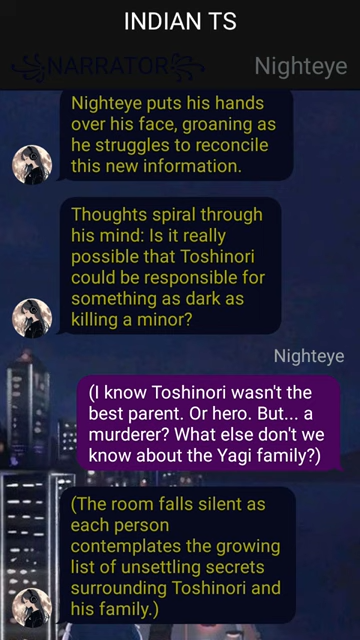 INDIAN TS
꧁NARRATOR꧂
Nighteye
Nighteye puts his hands
over his face, groaning as
he struggles to reconcile
this new information.
Thoughts spiral through
his mind: Is it really
possible that Toshinori
could be responsible for
something as dark as
killing a minor?
Nighteye
(I know Toshinori wasn't the
best parent. Or hero. But... a
murderer? What else don't we
know about the Yagi family?)
(The room falls silent as
each person
contemplates the growing
list of unsettling secrets
surrounding Toshinori and
his family.)